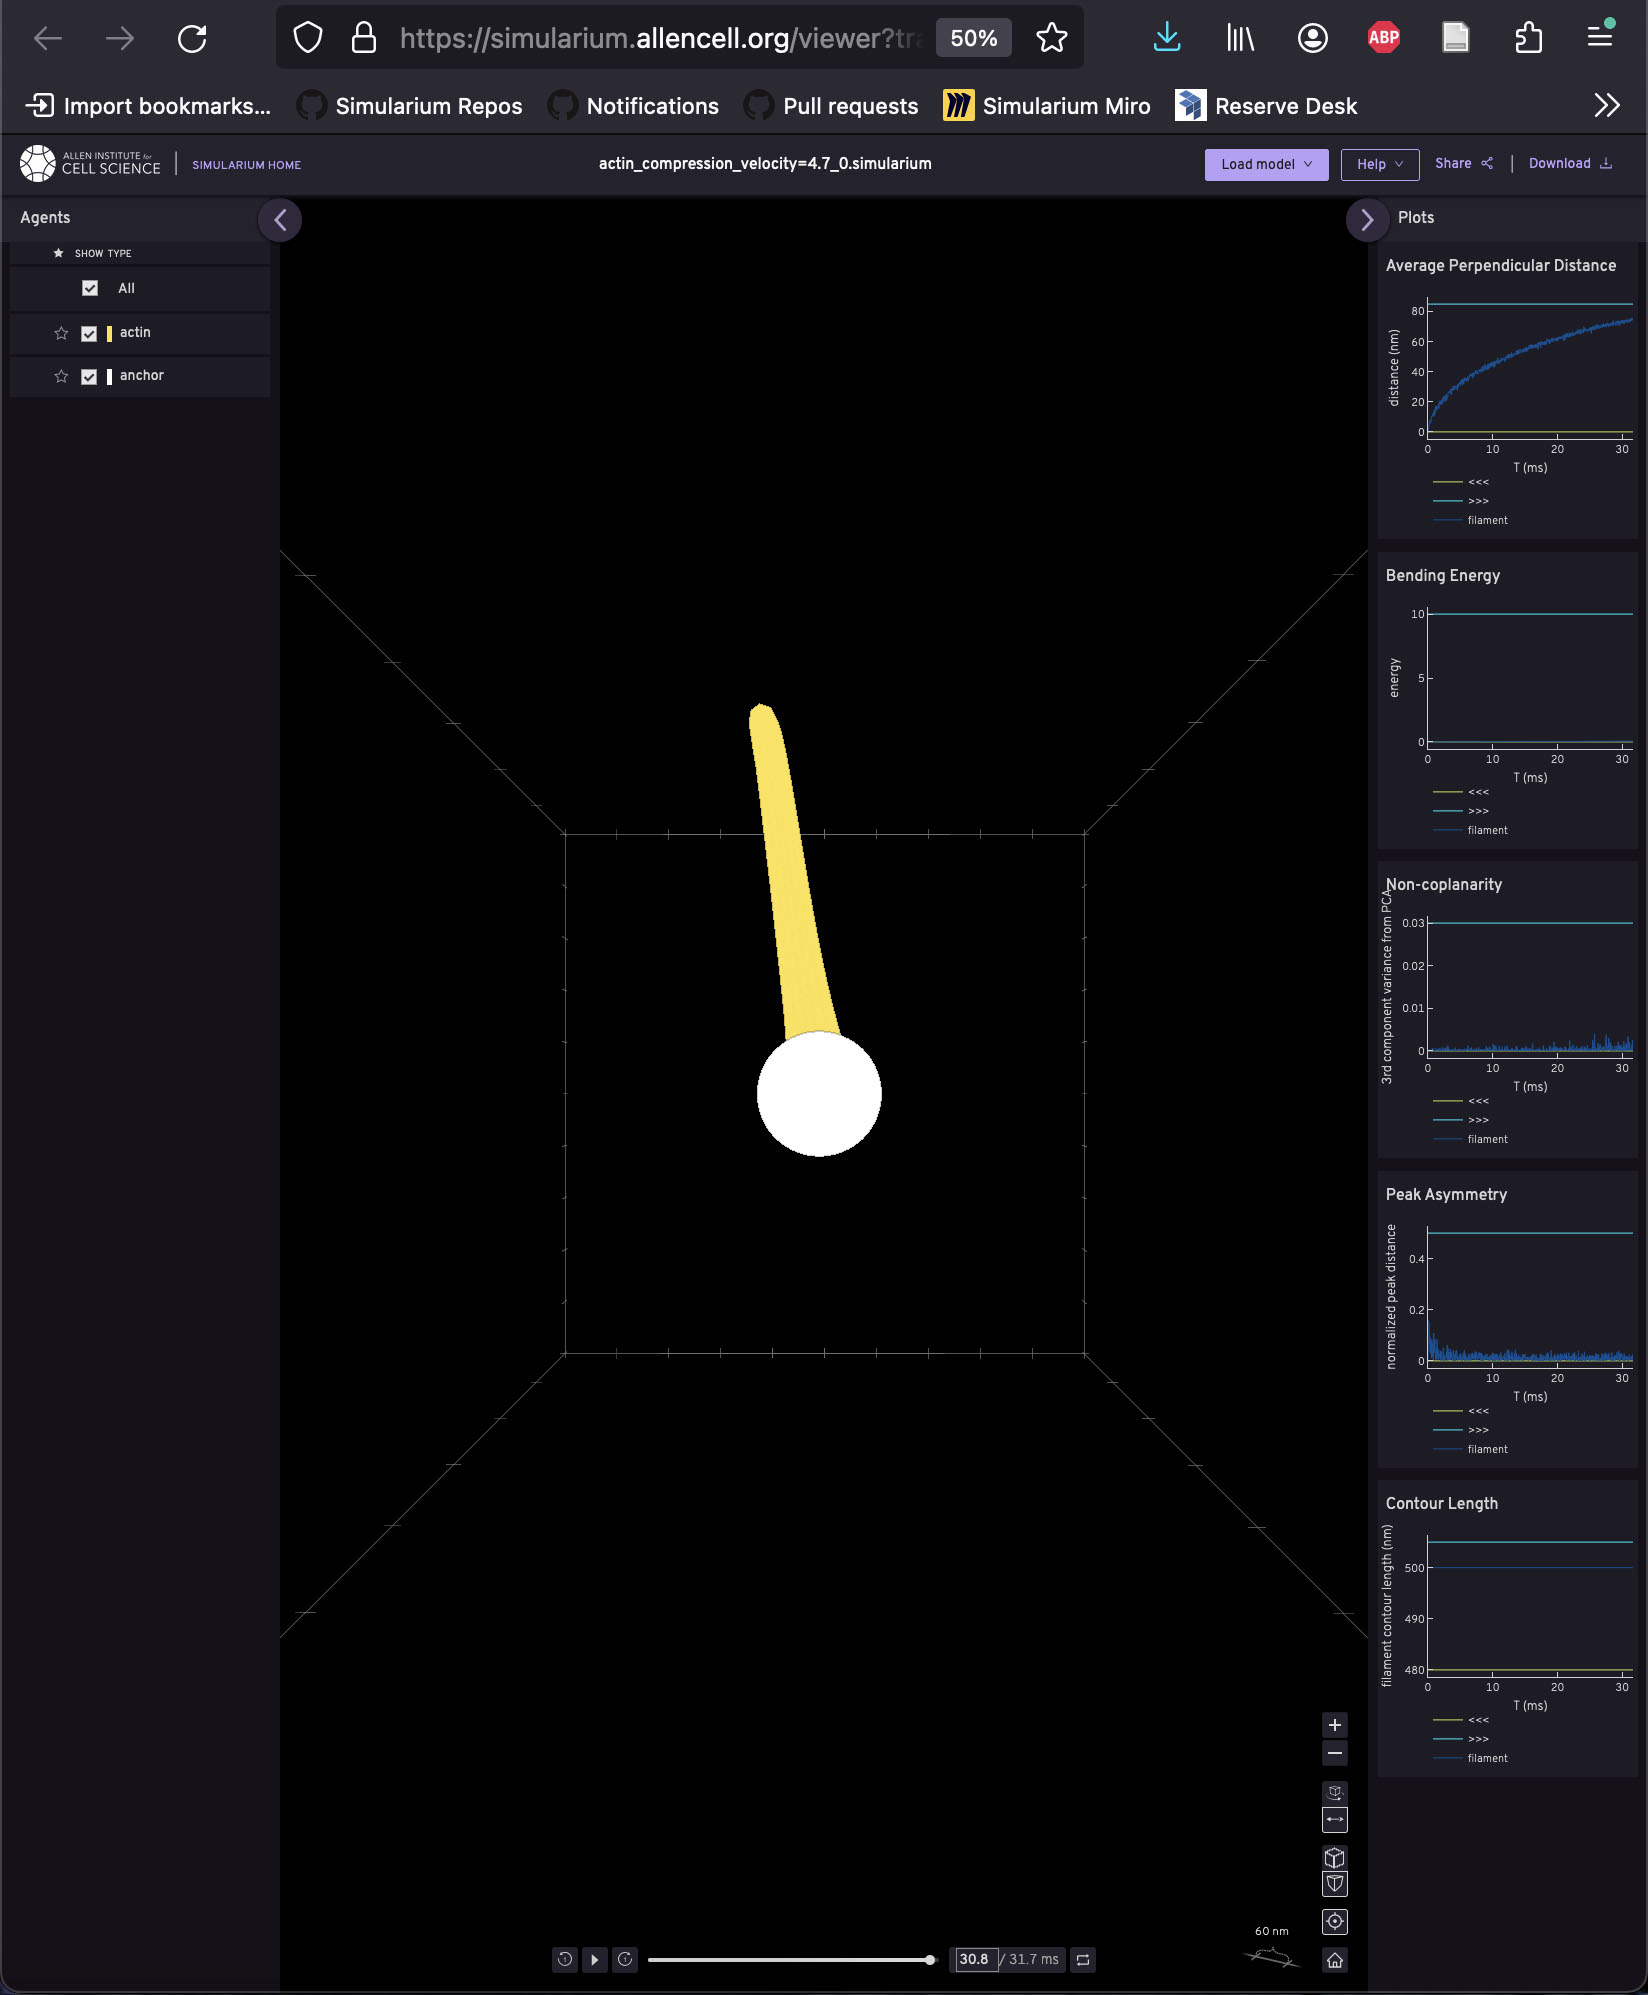 https://simularium.allencell.org/viewer?tra
50%
ABP
Import bookmarks...
Simularium Repos
Notifications
Pull requests
Simularium Miro
Reserve Desk
ALLEN INSTITUTE for
CELL SCIENCE
SIMULARIUM HOME
actin_compression_velocity=4.7_0.simularium
Load model
Help
Share
Download
Agents
SHOW TYPE
All
actin
anchor
Plots
Average Perpendicular Distance
distance (nm)
80
60
40
20
0
0 10 20 30
T (ms)
<<<
>>>
filament
Bending Energy
energy
10
5
0
0 10 20 30
T (ms)
<<<
>>>
filament
Non-coplanarity
3rd component variance from PCA
0.03
0.02
0.01
0
0 10 20 30
T (ms)
<<<
>>>
filament
Peak Asymmetry
normalized peak distance
0.4
0.2
0
0 10 20 30
T (ms)
<<<
>>>
filament
Contour Length
filament contour length (nm)
500
490
480
0 10 20 30
T (ms)
<<<
>>>
filament
60 nm
30.8 / 31.7 ms